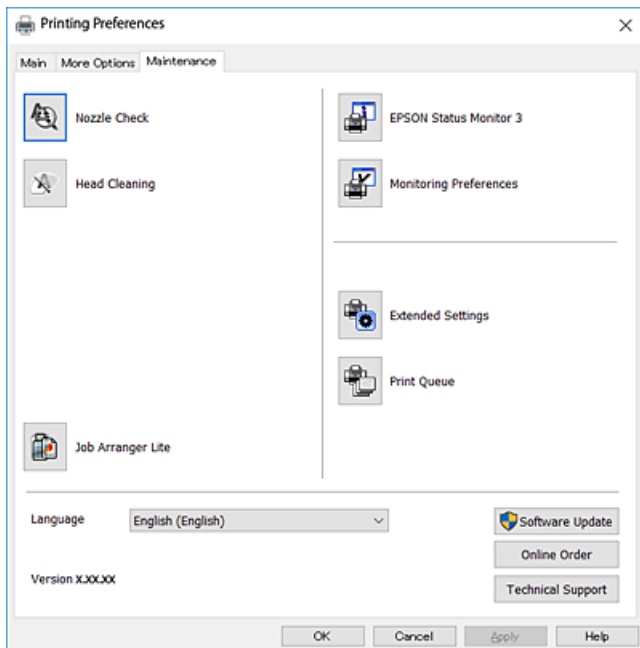 Printing Preferences
Main
More Options
Maintenance
Nozzle Check
Head Cleaning
Job Arranger Lite
EPSON Status Monitor 3
Monitoring Preferences
Extended Settings
Print Queue
Language
English (English)
Software Update
Online Order
Version X.XX.XX
Technical Support
OK
Cancel
Apply
Help